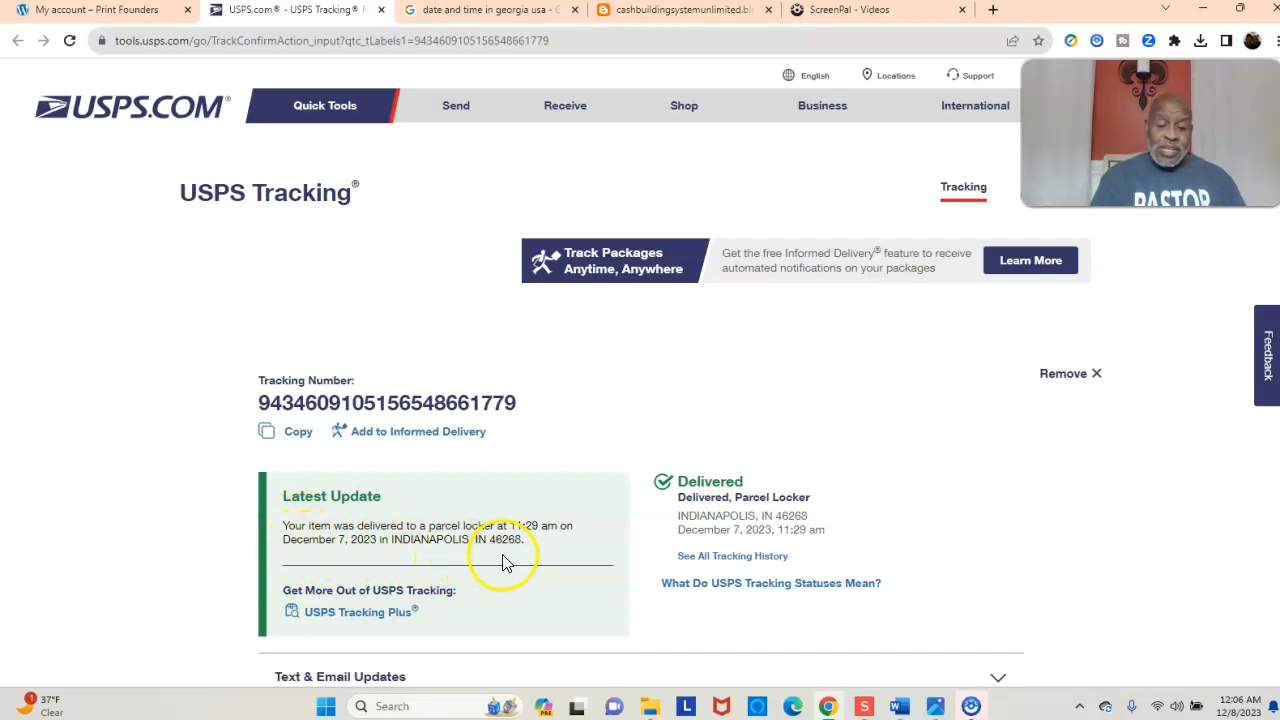 My Presenters – Print Founders
USPS.com® - USPS Tracking®
date and time in georgia usa - G
cashbuildingsystemunlimited.bl
ScreenPal - Videos
tools.usps.com/go/TrackConfirmAction_input?qtc_tLabels1=9434609105156548661779
English
Locations
Support
USPS.COM®
Quick Tools
Send
Receive
Shop
Business
International
PASTOR
USPS Tracking®
Tracking
Track Packages
Anytime, Anywhere
Get the free Informed Delivery® feature to receive
automated notifications on your packages
Learn More
Feedback
Tracking Number:
Remove X
9434609105156548661779
Copy
Add to Informed Delivery
Latest Update
Your item was delivered to a parcel locker at 11:29 am on
December 7, 2023 in INDIANAPOLIS, IN 46268.
Get More Out of USPS Tracking:
USPS Tracking Plus®
Delivered
Delivered, Parcel Locker
INDIANAPOLIS, IN 46268
December 7, 2023, 11:29 am
See All Tracking History
What Do USPS Tracking Statuses Mean?
Text & Email Updates
1
37°F
Clear
Search
12:06 AM
12/8/2023